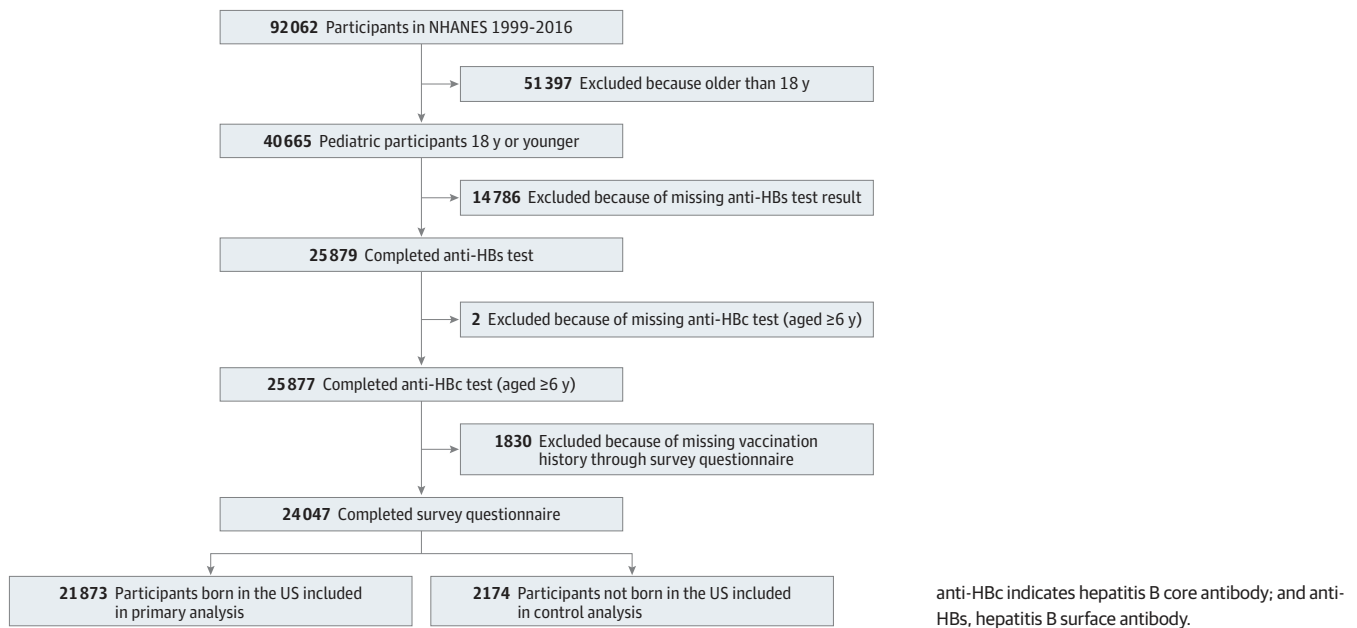 92062 Participants in NHANES 1999-2016
51397 Excluded because older than 18 y
40665 Pediatric participants 18 y or younger
14786 Excluded because of missing anti-HBs test result
25879 Completed anti-HBs test
2 Excluded because of missing anti-HBc test (aged ≥6 y)
25877 Completed anti-HBc test (aged ≥6 y)
1830 Excluded because of missing vaccination
history through survey questionnaire
24047 Completed survey questionnaire
21873 Participants born in the US included
in primary analysis
2174 Participants not born in the US included
in control analysis
anti-HBc indicates hepatitis B core antibody; and anti-
HBs, hepatitis B surface antibody.